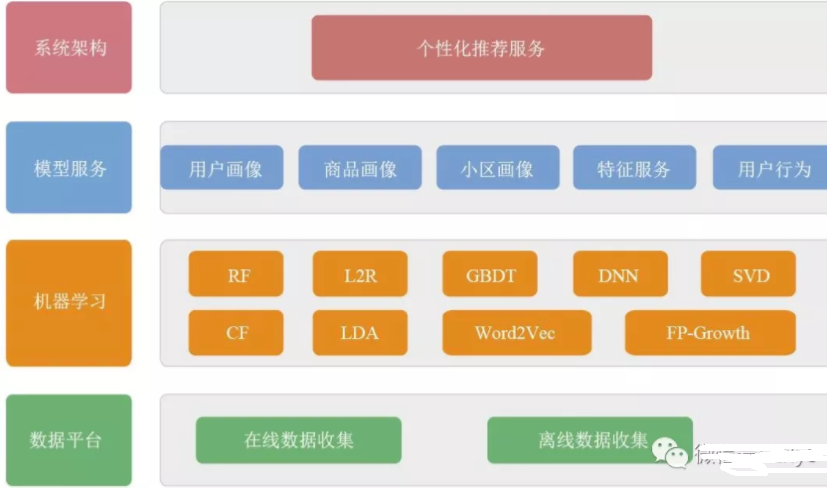 系统架构
个性化推荐服务
模型服务
用户画像
商品画像
小区画像
特征服务
用户行为
机器学习
RF
L2R
GBDT
DNN
SVD
CF
LDA
Word2Vec
FP-Growth
数据平台
在线数据收集
离线数据收集